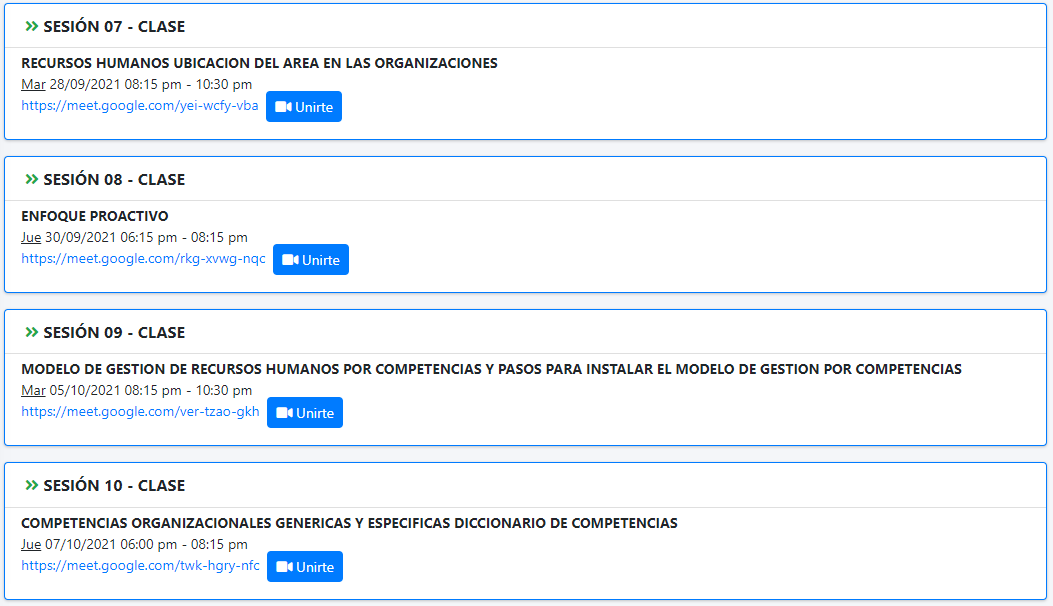 SESIÓN 07 - CLASE
RECURSOS HUMANOS UBICACION DEL AREA EN LAS ORGANIZACIONES
Mar 28/09/2021 08:15 pm - 10:30 pm
https://meet.google.com/yei-wcfy-vba Unirte
SESIÓN 08 - CLASE
ENFOQUE PROACTIVO
Jue 30/09/2021 06:15 pm - 08:15 pm
https://meet.google.com/rkg-xvwg-nqc Unirte
SESIÓN 09 - CLASE
MODELO DE GESTION DE RECURSOS HUMANOS POR COMPETENCIAS Y PASOS PARA INSTALAR EL MODELO DE GESTION POR COMPETENCIAS
Mar 05/10/2021 08:15 pm - 10:30 pm
https://meet.google.com/ver-tzao-gkh Unirte
SESIÓN 10 - CLASE
COMPETENCIAS ORGANIZACIONALES GENERICAS Y ESPECIFICAS DICCIONARIO DE COMPETENCIAS
Jue 07/10/2021 06:00 pm - 08:15 pm
https://meet.google.com/twk-hgry-nfc Unirte